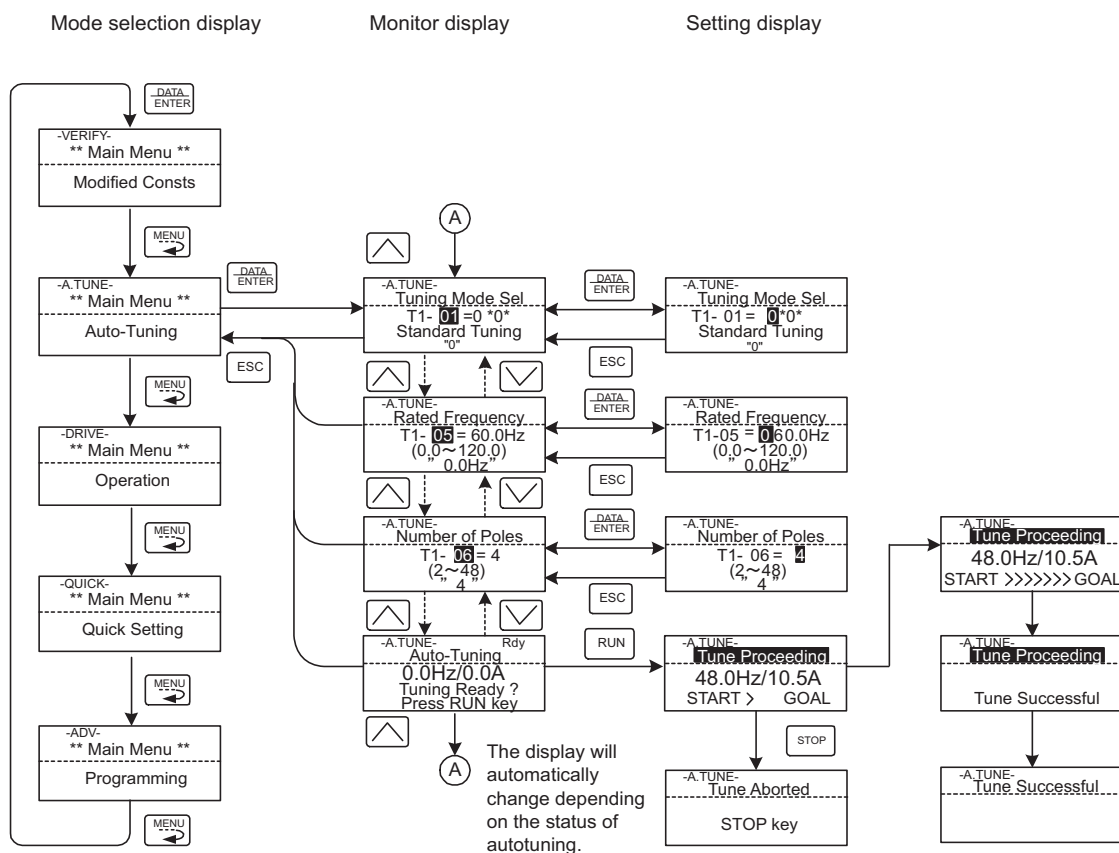 Mode selection display
Monitor display
Setting display
DATA
ENTER
-VERIFY-
** Main Menu **
Modified Consts
MENU
-A.TUNE-
** Main Menu **
Auto-Tuning
DATA
ENTER
ESC
MENU
-DRIVE-
** Main Menu **
Operation
MENU
-QUICK-
** Main Menu **
Quick Setting
MENU
-ADV-
** Main Menu **
Programming
MENU
A
-A.TUNE-
Tuning Mode Sel
T1- 01 =0 *0*
Standard Tuning
"0"
DATA
ENTER
ESC
-A.TUNE-
Tuning Mode Sel
T1- 01 = 0 *0*
Standard Tuning
"0"
-A.TUNE-
Rated Frequency
T1- 05 = 60.0Hz
(0.0~120.0)
" 0.0Hz"
DATA
ENTER
ESC
-A.TUNE-
Rated Frequency
T1-05 = 060.0Hz
(0.0~120.0)
" 0.0Hz"
-A.TUNE-
Number of Poles
T1- 06 = 4
(2~48)
" 4 "
DATA
ENTER
ESC
-A.TUNE-
Number of Poles
T1- 06 = 4
(2~48)
" 4 "
-A.TUNE- Rdy
Auto-Tuning
0.0Hz/0.0A
Tuning Ready ?
Press RUN key
RUN
-A.TUNE-
Tune Proceeding
48.0Hz/10.5A
START > GOAL
STOP
-A.TUNE-
Tune Aborted
STOP key
-A.TUNE-
Tune Proceeding
48.0Hz/10.5A
START >>>>>>> GOAL
-A.TUNE-
Tune Proceeding
Tune Successful
-A.TUNE-
Tune Successful
A
The display will
automatically
change depending
on the status of
autotuning.